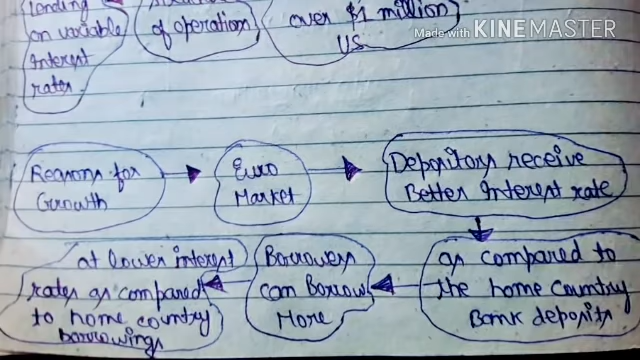 Lending
on variable
Interest
rates
of operation
over $1 million
US
Made with KINEMASTER
Reasons for
Growth
Euro
Market
Depositors receive
Better Interest rate
as compared to
the home country
Bank deposits
Borrowers
can Borrow
More
at lower interest
rates as compared
to home country
borrowings